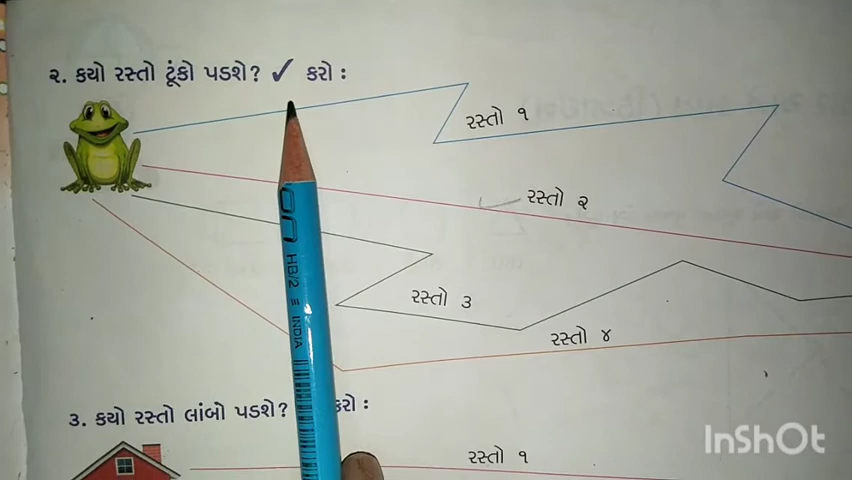 ૨. કયો રસ્તો ટૂંકો પડશે? ✓ કરો :
રસ્તો ૧
રસ્તો ૨
રસ્તો ૩
રસ્તો ૪
HB/2 ≡ INDIA
૩. કયો રસ્તો લાંબો પડશે? કરો :
રસ્તો ૧
InShOt